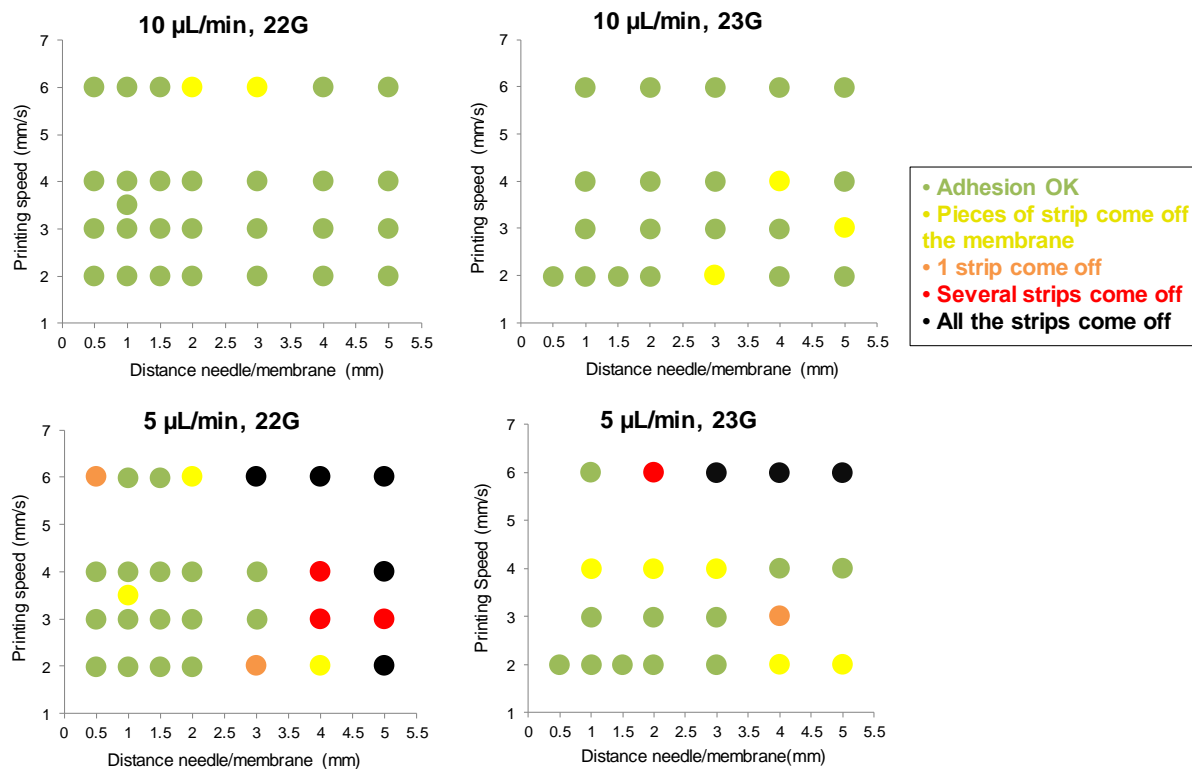 10 µL/min, 22G
7
6
5
4
3
2
1
Printing speed (mm/s)
0 0.5 1 1.5 2 2.5 3 3.5 4 4.5 5 5.5
Distance needle/membrane (mm)
10 µL/min, 23G
7
6
5
4
3
2
1
Printing speed (mm/s)
0 0.5 1 1.5 2 2.5 3 3.5 4 4.5 5 5.5
Distance needle/membrane (mm)
• Adhesion OK
• Pieces of strip come off
the membrane
• 1 strip come off
• Several strips come off
• All the strips come off
5 µL/min, 22G
7
6
5
4
3
2
1
Printing speed (mm/s)
0 0.5 1 1.5 2 2.5 3 3.5 4 4.5 5 5.5
Distance needle/membrane (mm)
5 µL/min, 23G
7
6
5
4
3
2
1
Printing Speed (mm/s)
0 0.5 1 1.5 2 2.5 3 3.5 4 4.5 5 5.5
Distance needle/membrane(mm)